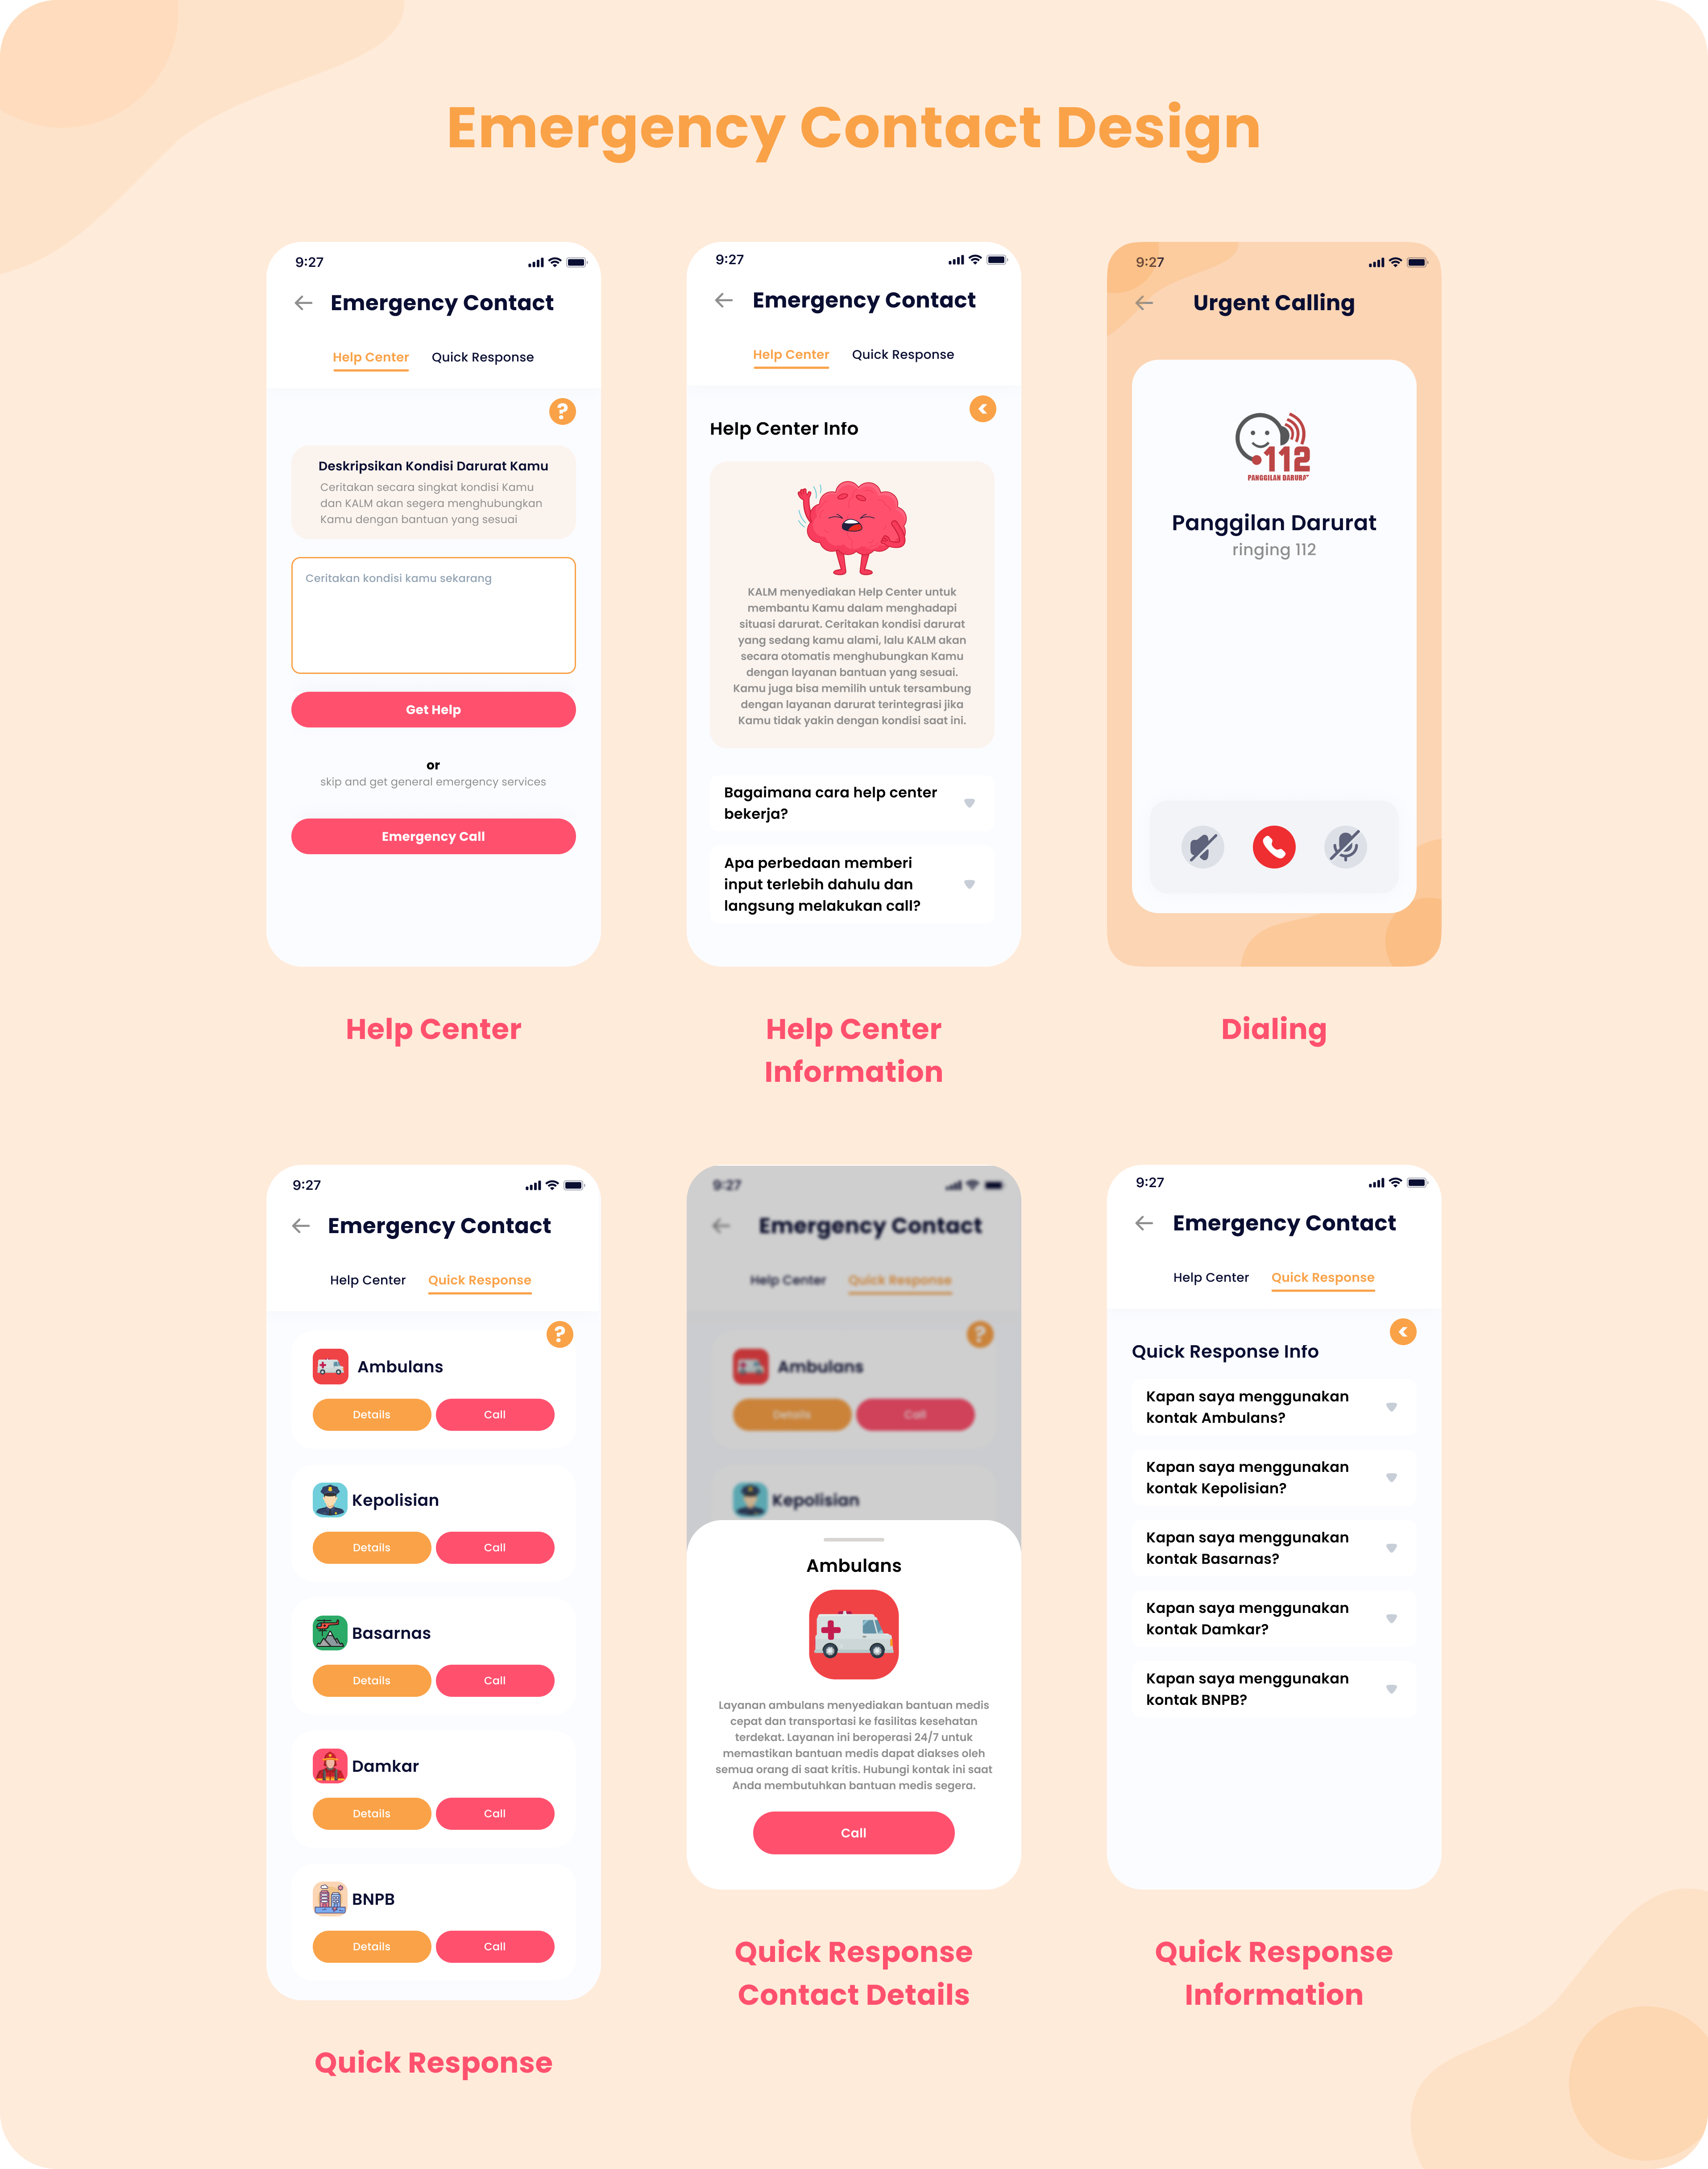 Emergency Contact Design
9:27
Emergency Contact
Help Center Quick Response
?
Deskripsikan Kondisi Darurat Kamu
Ceritakan secara singkat kondisi Kamu
dan KALM akan segera menghubungkan
Kamu dengan bantuan yang sesuai
Ceritakan kondisi kamu sekarang
Get Help
or
skip and get general emergency services
Emergency Call
Help Center
9:27
Emergency Contact
Help Center Quick Response
<
Help Center Info
KALM menyediakan Help Center untuk
membantu Kamu dalam menghadapi
situasi darurat. Ceritakan kondisi darurat
yang sedang kamu alami, lalu KALM akan
secara otomatis menghubungkan Kamu
dengan layanan bantuan yang sesuai.
Kamu juga bisa memilih untuk tersambung
dengan layanan darurat terintegrasi jika
Kamu tidak yakin dengan kondisi saat ini.
Bagaimana cara help center
bekerja?
Apa perbedaan memberi
input terlebih dahulu dan
langsung melakukan call?
Help Center
Information
9:27
Urgent Calling
112
PANGGILAN DARURAT
Panggilan Darurat
ringing 112
Dialing
9:27
Emergency Contact
Help Center Quick Response
?
Ambulans
Details Call
Kepolisian
Details Call
Basarnas
Details Call
Damkar
Details Call
BNPB
Details Call
Quick Response
9:27
Emergency Contact
Help Center Quick Response
?
Ambulans
Details Call
Kepolisian
Ambulans
Layanan ambulans menyediakan bantuan medis
cepat dan transportasi ke fasilitas kesehatan
terdekat. Layanan ini beroperasi 24/7 untuk
memastikan bantuan medis dapat diakses oleh
semua orang di saat kritis. Hubungi kontak ini saat
Anda membutuhkan bantuan medis segera.
Call
Quick Response
Contact Details
9:27
Emergency Contact
Help Center Quick Response
<
Quick Response Info
Kapan saya menggunakan
kontak Ambulans?
Kapan saya menggunakan
kontak Kepolisian?
Kapan saya menggunakan
kontak Basarnas?
Kapan saya menggunakan
kontak Damkar?
Kapan saya menggunakan
kontak BNPB?
Quick Response
Information